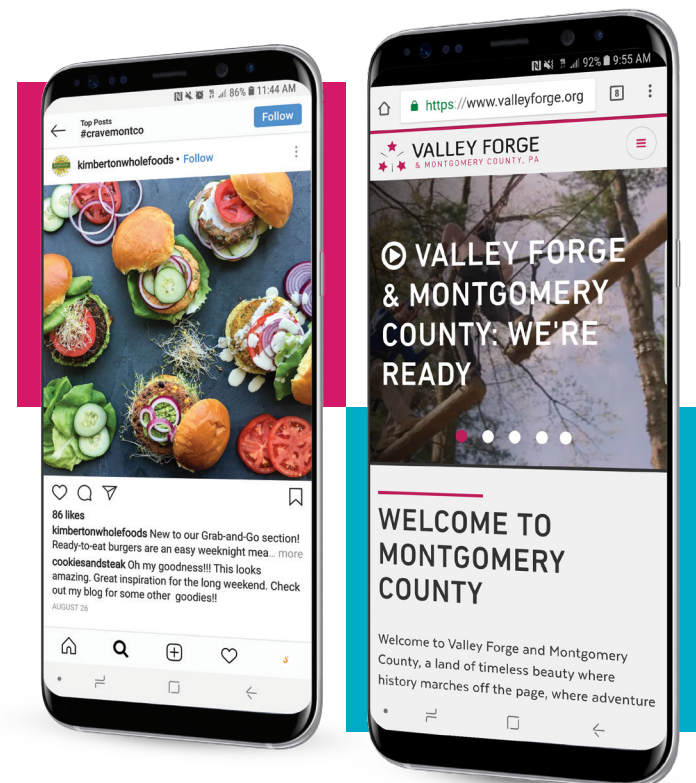 86% 11:44 AM
Top Posts
#cravemontco
Follow
kimbertonwholefoods • Follow
86 likes
kimbertonwholefoods New to our Grab-and-Go section!
Ready-to-eat burgers are an easy weeknight mea... more
cookiesandsteak Oh my goodness!!! This looks
amazing. Great inspiration for the long weekend. Check
out my blog for some other goodies!!
AUGUST 26
92% 9:55 AM
https://www.valleyforge.org
8
VALLEY FORGE
& MONTGOMERY COUNTY, PA
VALLEY FORGE
& MONTGOMERY
COUNTY: WE'RE
READY
WELCOME TO
MONTGOMERY
COUNTY
Welcome to Valley Forge and Montgomery
County, a land of timeless beauty where
history marches off the page, where adventure